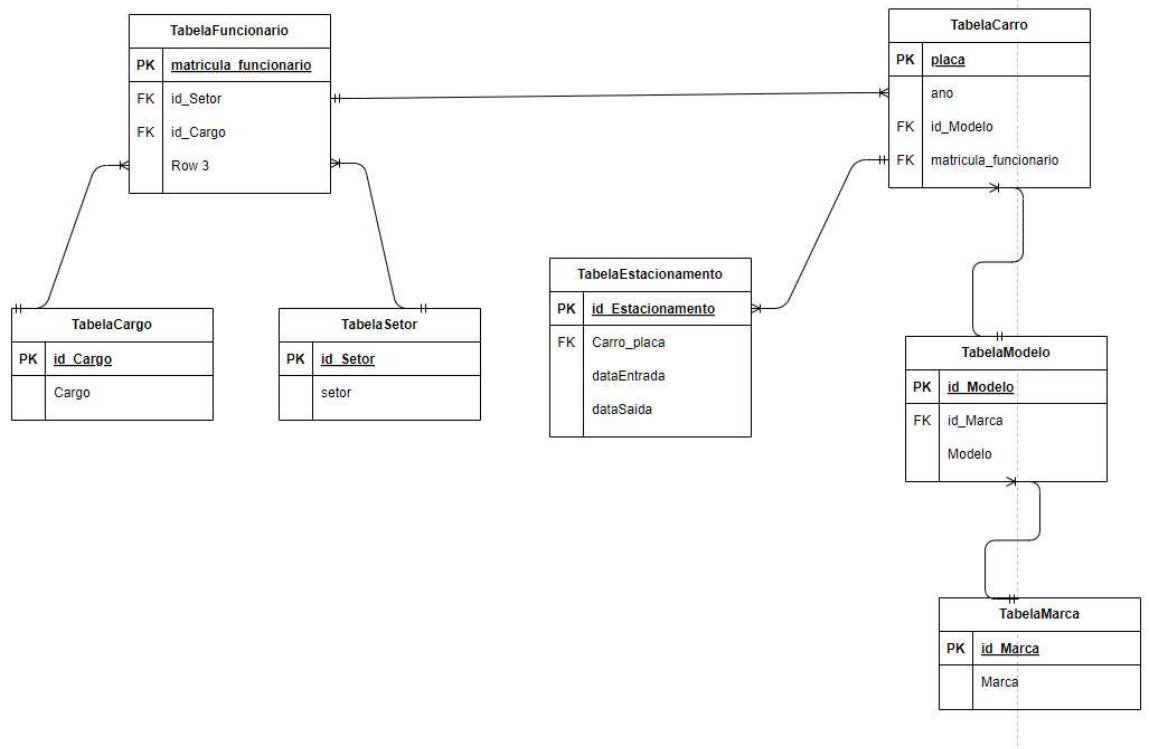 TabelaFuncionario
PK matricula_funcionario
FK id_Setor
FK id_Cargo
Row 3
TabelaCarro
PK placa
ano
FK id_Modelo
FK matricula_funcionario
TabelaCargo
PK id_Cargo
Cargo
TabelaSetor
PK id_Setor
setor
TabelaEstacionamento
PK id_Estacionamento
FK Carro_placa
dataEntrada
dataSaida
TabelaModelo
PK id_Modelo
FK id_Marca
Modelo
TabelaMarca
PK id_Marca
Marca